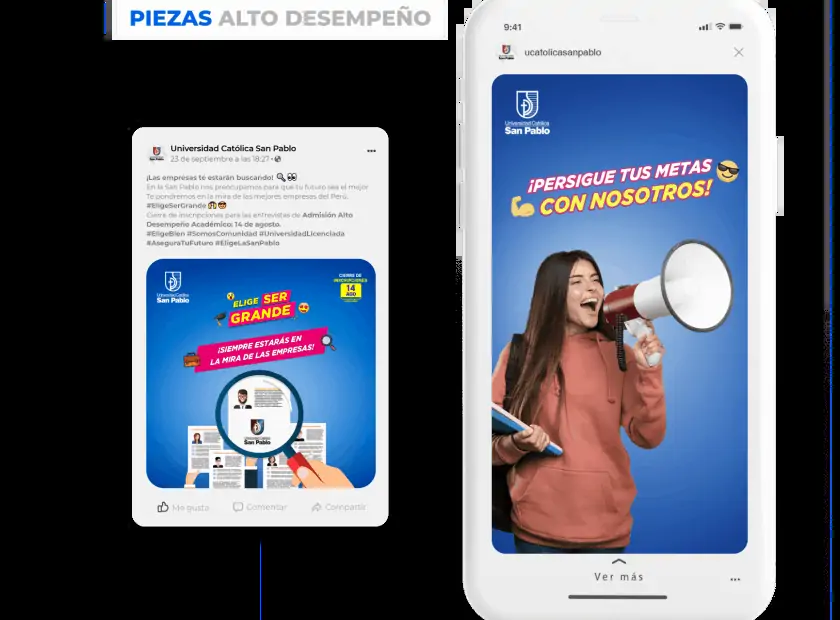 PIEZAS ALTO DESEMPEÑO
Universidad Católica San Pablo
23 de septiembre a las 18:27
¡Las empresas te estarán buscando!
En la San Pablo nos preocupamos para que tu futuro sea el mejor
Te pondremos en la mira de las mejores empresas del Perú.
#EligeSerGrande
Cierre de inscripciones para las entrevistas de Admisión Alto
Desempeño Académico: 14 de agosto.
#EligeBien #SomosComunidad #UniversidadLicenciada
#AseguraTuFuturo #EligeLaSanPablo
Universidad Católica
San Pablo
CIERRE DE
INSCRIPCIONES
14
AGO
ELIGE SER
GRANDE
¡SIEMPRE ESTARÁS EN
LA MIRA DE LAS EMPRESAS!
San Pablo
Me gusta
Comentar
Compartir
9:41
ucatolicasanpablo
Universidad Católica
San Pablo
¡PERSIGUE TUS METAS
CON NOSOTROS!
Ver más